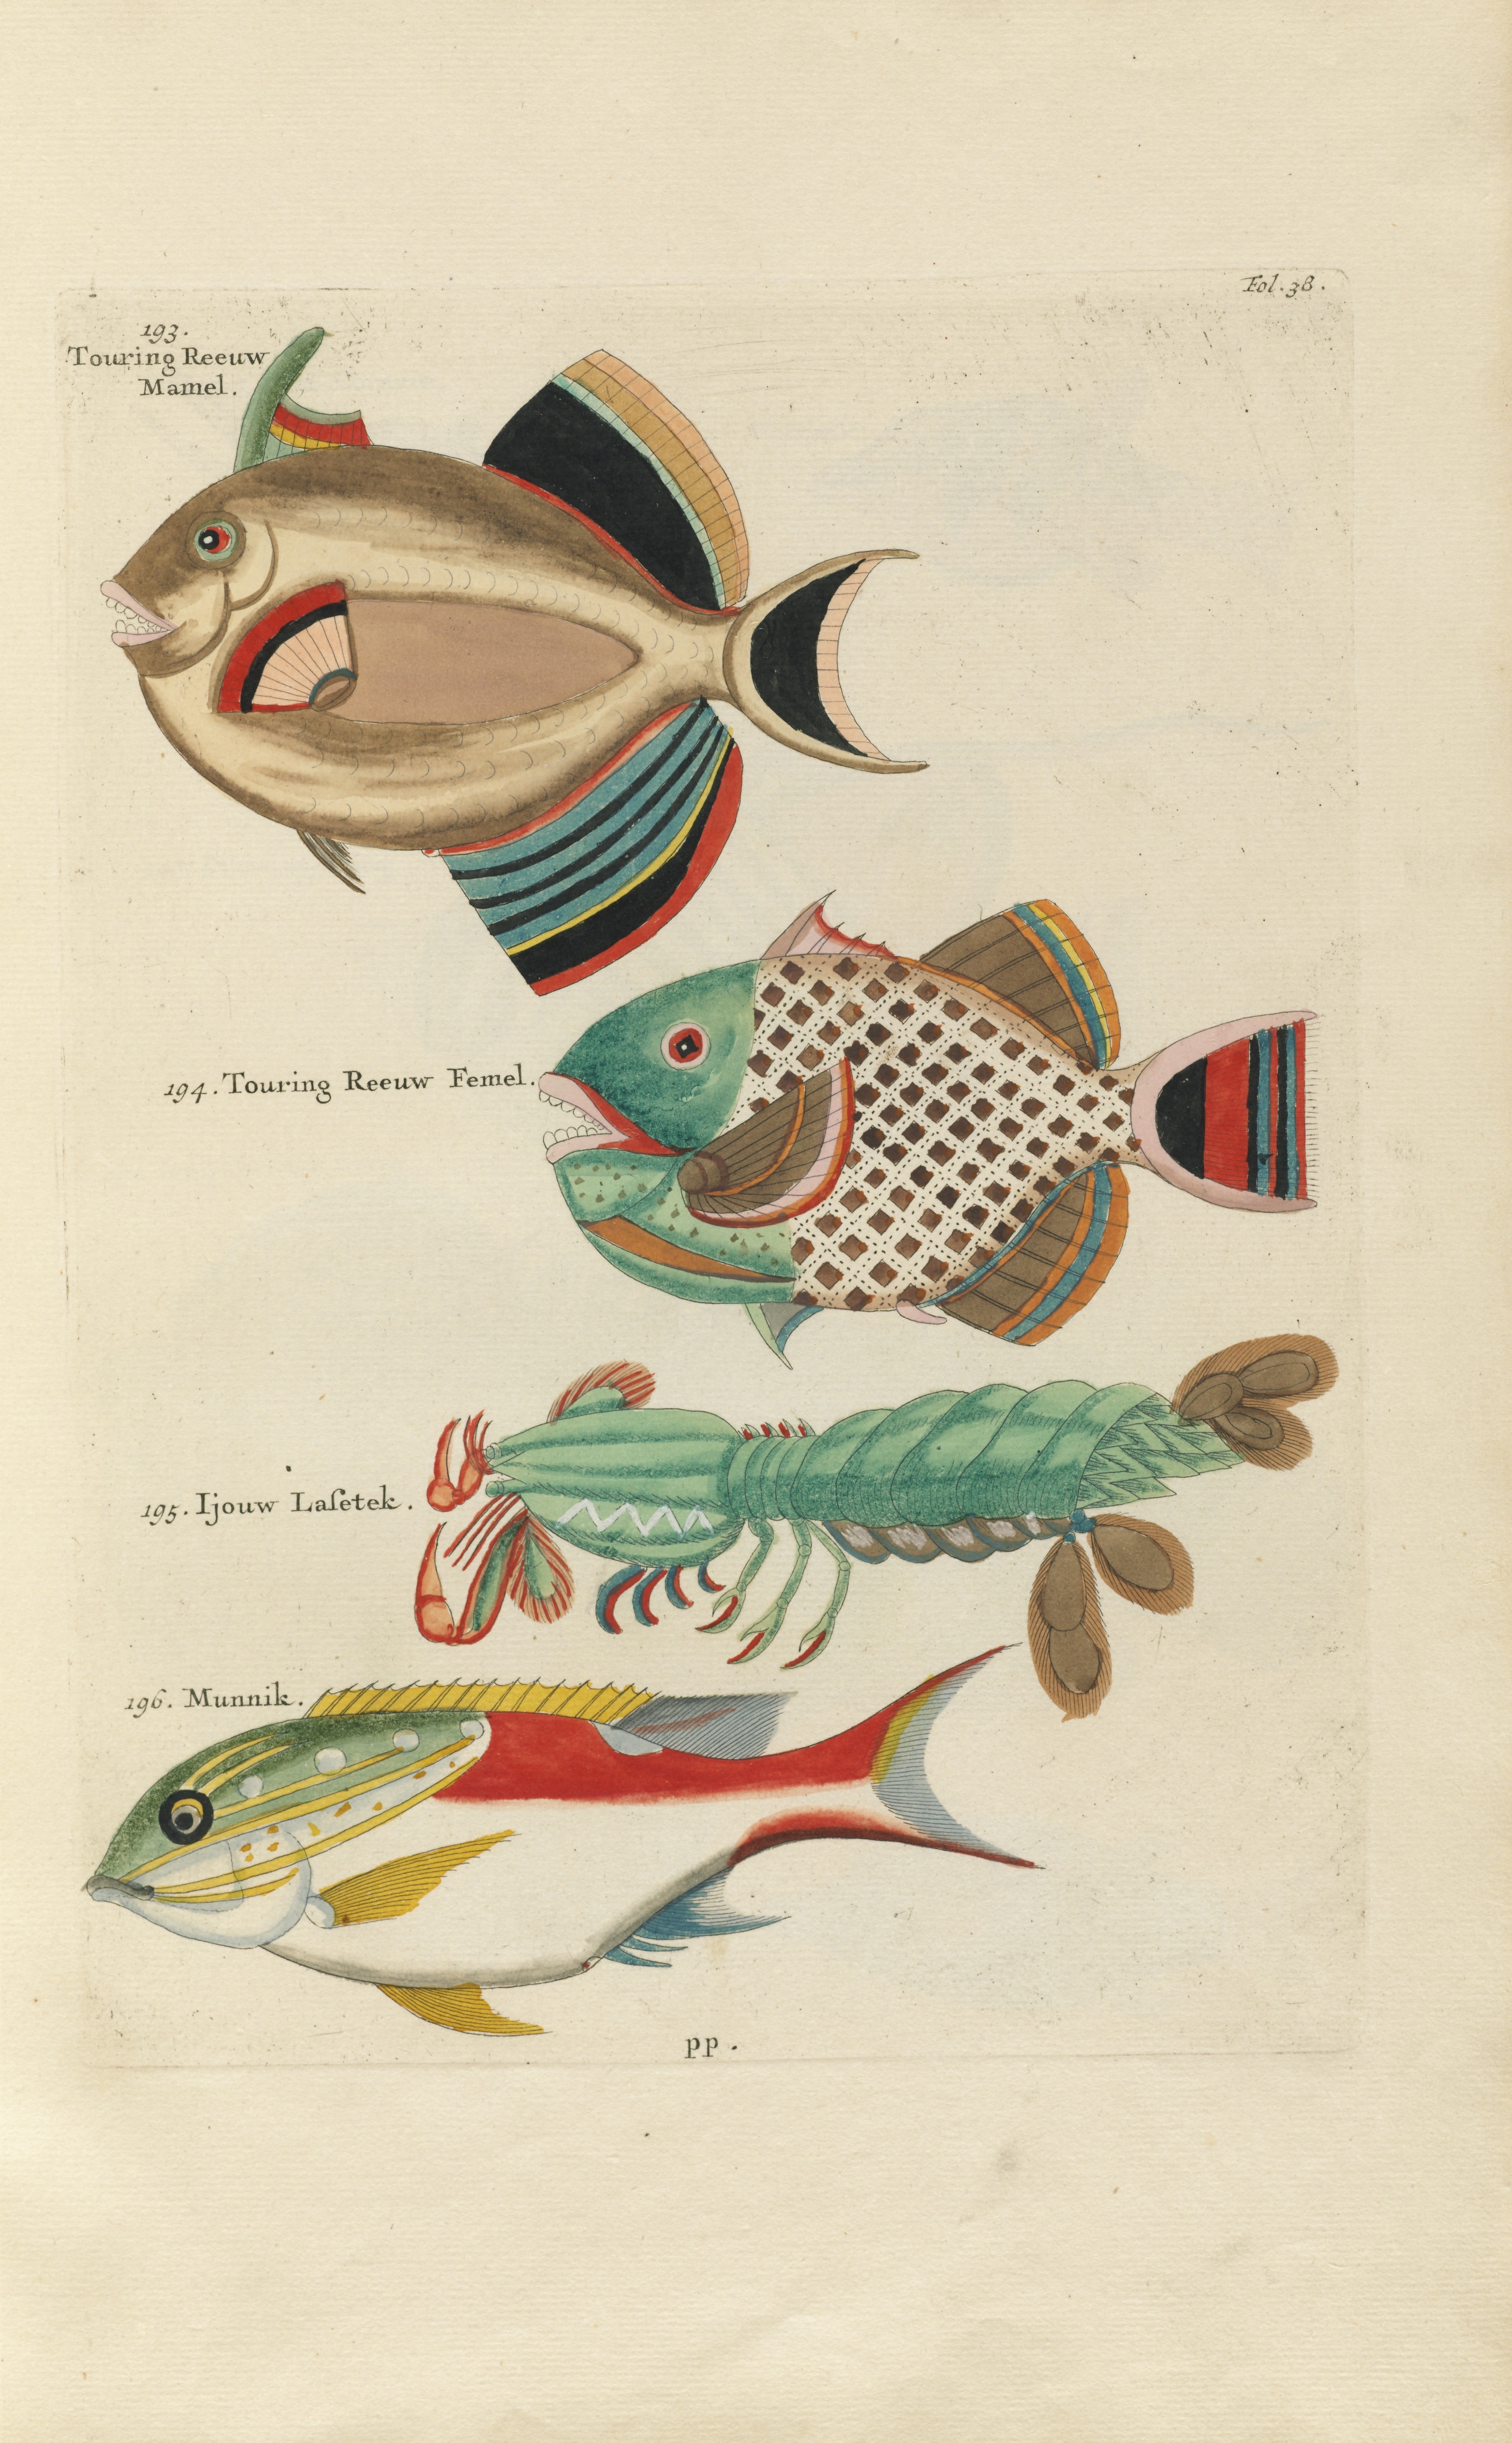 Fol. 38.
193.
Touring Reeuw
Mamel.
194. Touring Reeuw Femel.
195. Ijouw Laſetek.
196. Munnik.
pp.